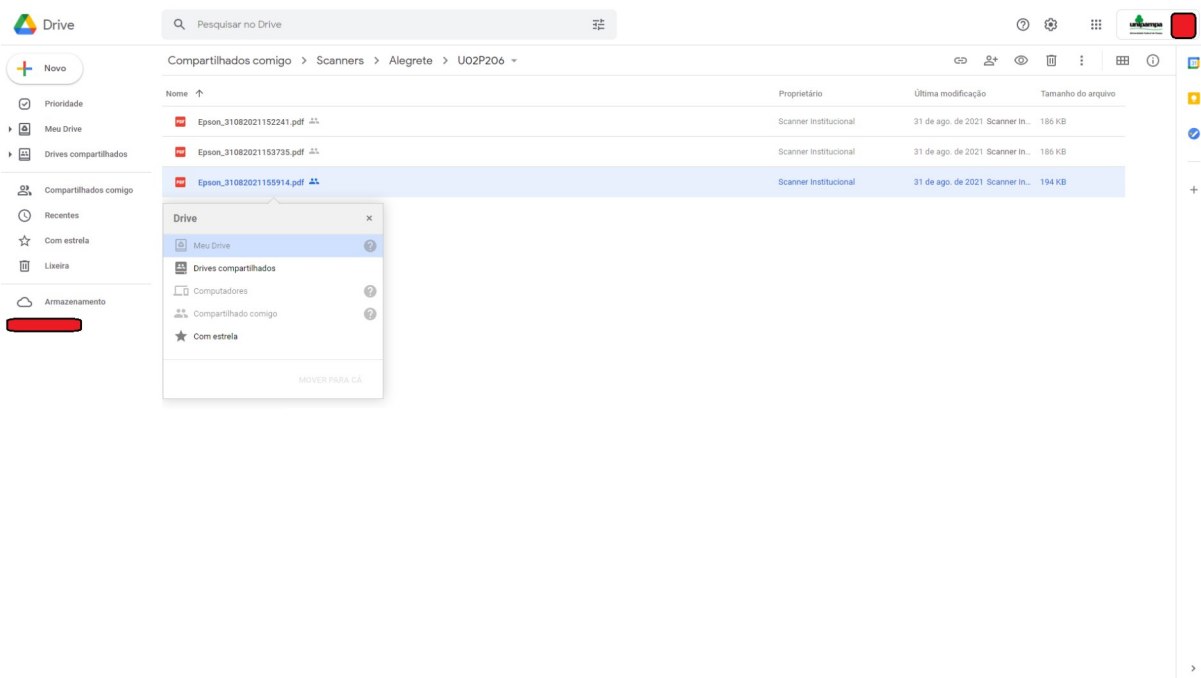 Drive
Pesquisar no Drive
unipampa
Novo
Compartilhados comigo > Scanners > Alegrete > U02P206
Nome Proprietário Última modificação Tamanho do arquivo
Prioridade
Meu Drive
Drives compartilhados
Compartilhados comigo
Recentes
Com estrela
Lixeira
Armazenamento
PDF Epson_31082021152241.pdf Scanner Institucional 31 de ago. de 2021 Scanner In... 186 KB
PDF Epson_31082021153735.pdf Scanner Institucional 31 de ago. de 2021 Scanner In... 186 KB
PDF Epson_31082021155914.pdf Scanner Institucional 31 de ago. de 2021 Scanner In... 194 KB
Drive ×
Meu Drive ?
Drives compartilhados
Computadores ?
Compartilhado comigo ?
Com estrela
MOVER PARA CÁ